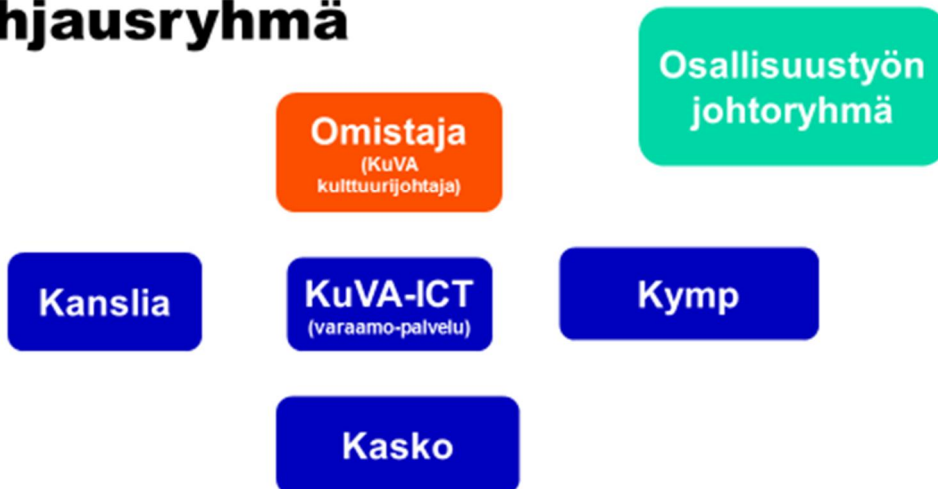 hjausryhmä
Osallisuustyön
johtoryhmä
Omistaja
(KuVA
kulttuurijohtaja)
Kanslia
KuVA-ICT
(varaamo-palvelu)
Kymp
Kasko